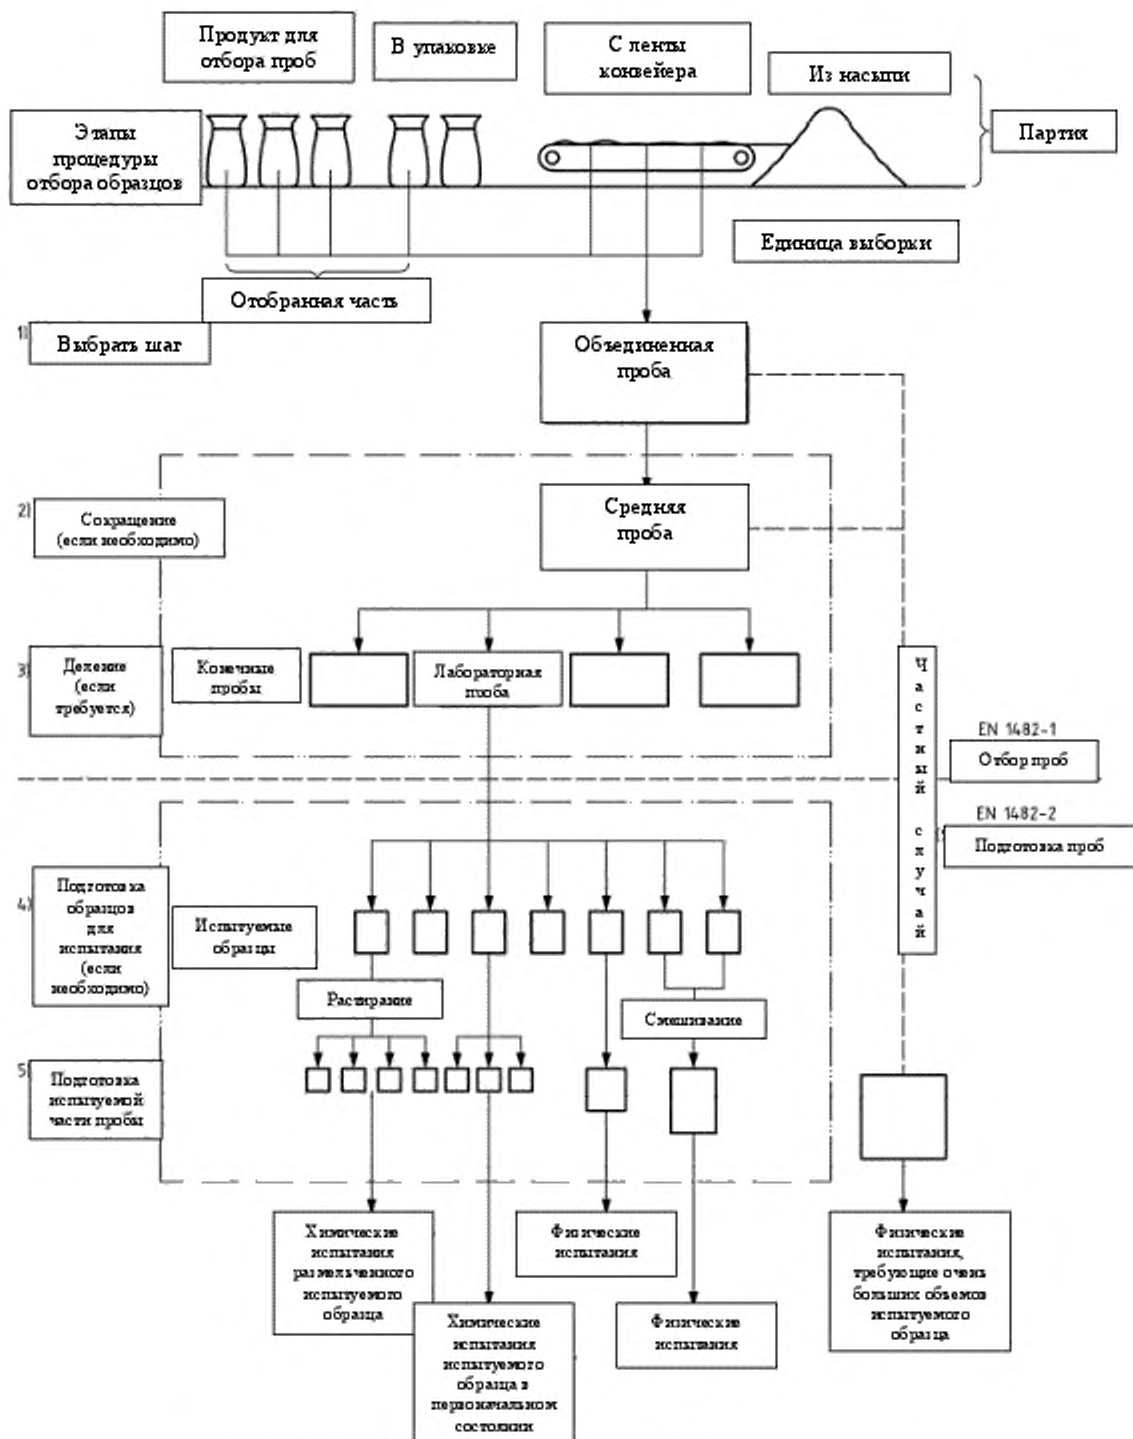 Продукт для
отбора проб
В упаковке
С ленты
конвейера
Из насыпи
Этапы
процедуры
отбора образцов
Партия
Единица выборки
Отобранная часть
1)
Выбрать шаг
Объединенная
проба
2)
Сокращение
(если необходимо)
Средняя
проба
3)
Деление
(если
требуется)
Конечные
пробы
Лабораторная
проба
Частный случай
EN 1482-1
Отбор проб
EN 1482-2
Подготовка проб
4)
Подготовка
образцов
для
испытания
(если
необходимо)
Испытуемые
образцы
Растирание
Смешивание
5)
Подготовка
испытуемой
части пробы
Химические
испытания
размельченного
испытуемого
образца
Физические
испытания
Физические
испытания,
требующие очень
больших объемов
испытуемого
образца
Химические
испытания
испытуемого
образца в
первоначальном
состоянии
Физические
испытания